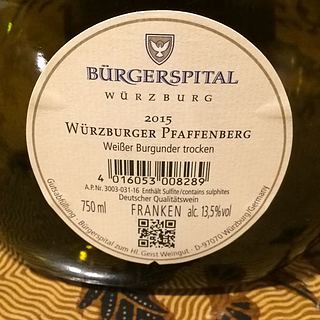 BÜRGERSPITAL
WÜRZBURG
2015
WÜRZBURGER PFAFFENBERG
Weißer Burgunder trocken
4 016053 008289
A.P. Nr. 3003-031-16 Enthält Sulfite/contains sulphites
Deutscher Qualitätswein
750 ml FRANKEN alc. 13,5%vol
Gutsabfüllung · Bürgerspital zum Hl. Geist Weingut · D-97070 Würzburg/Germany